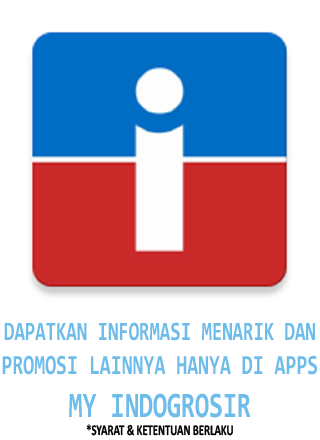 i
DAPATKAN INFORMASI MENARIK DAN
PROMOSI LAINNYA HANYA DI APPS
MY INDOGROSIR
*SYARAT & KETENTUAN BERLAKU